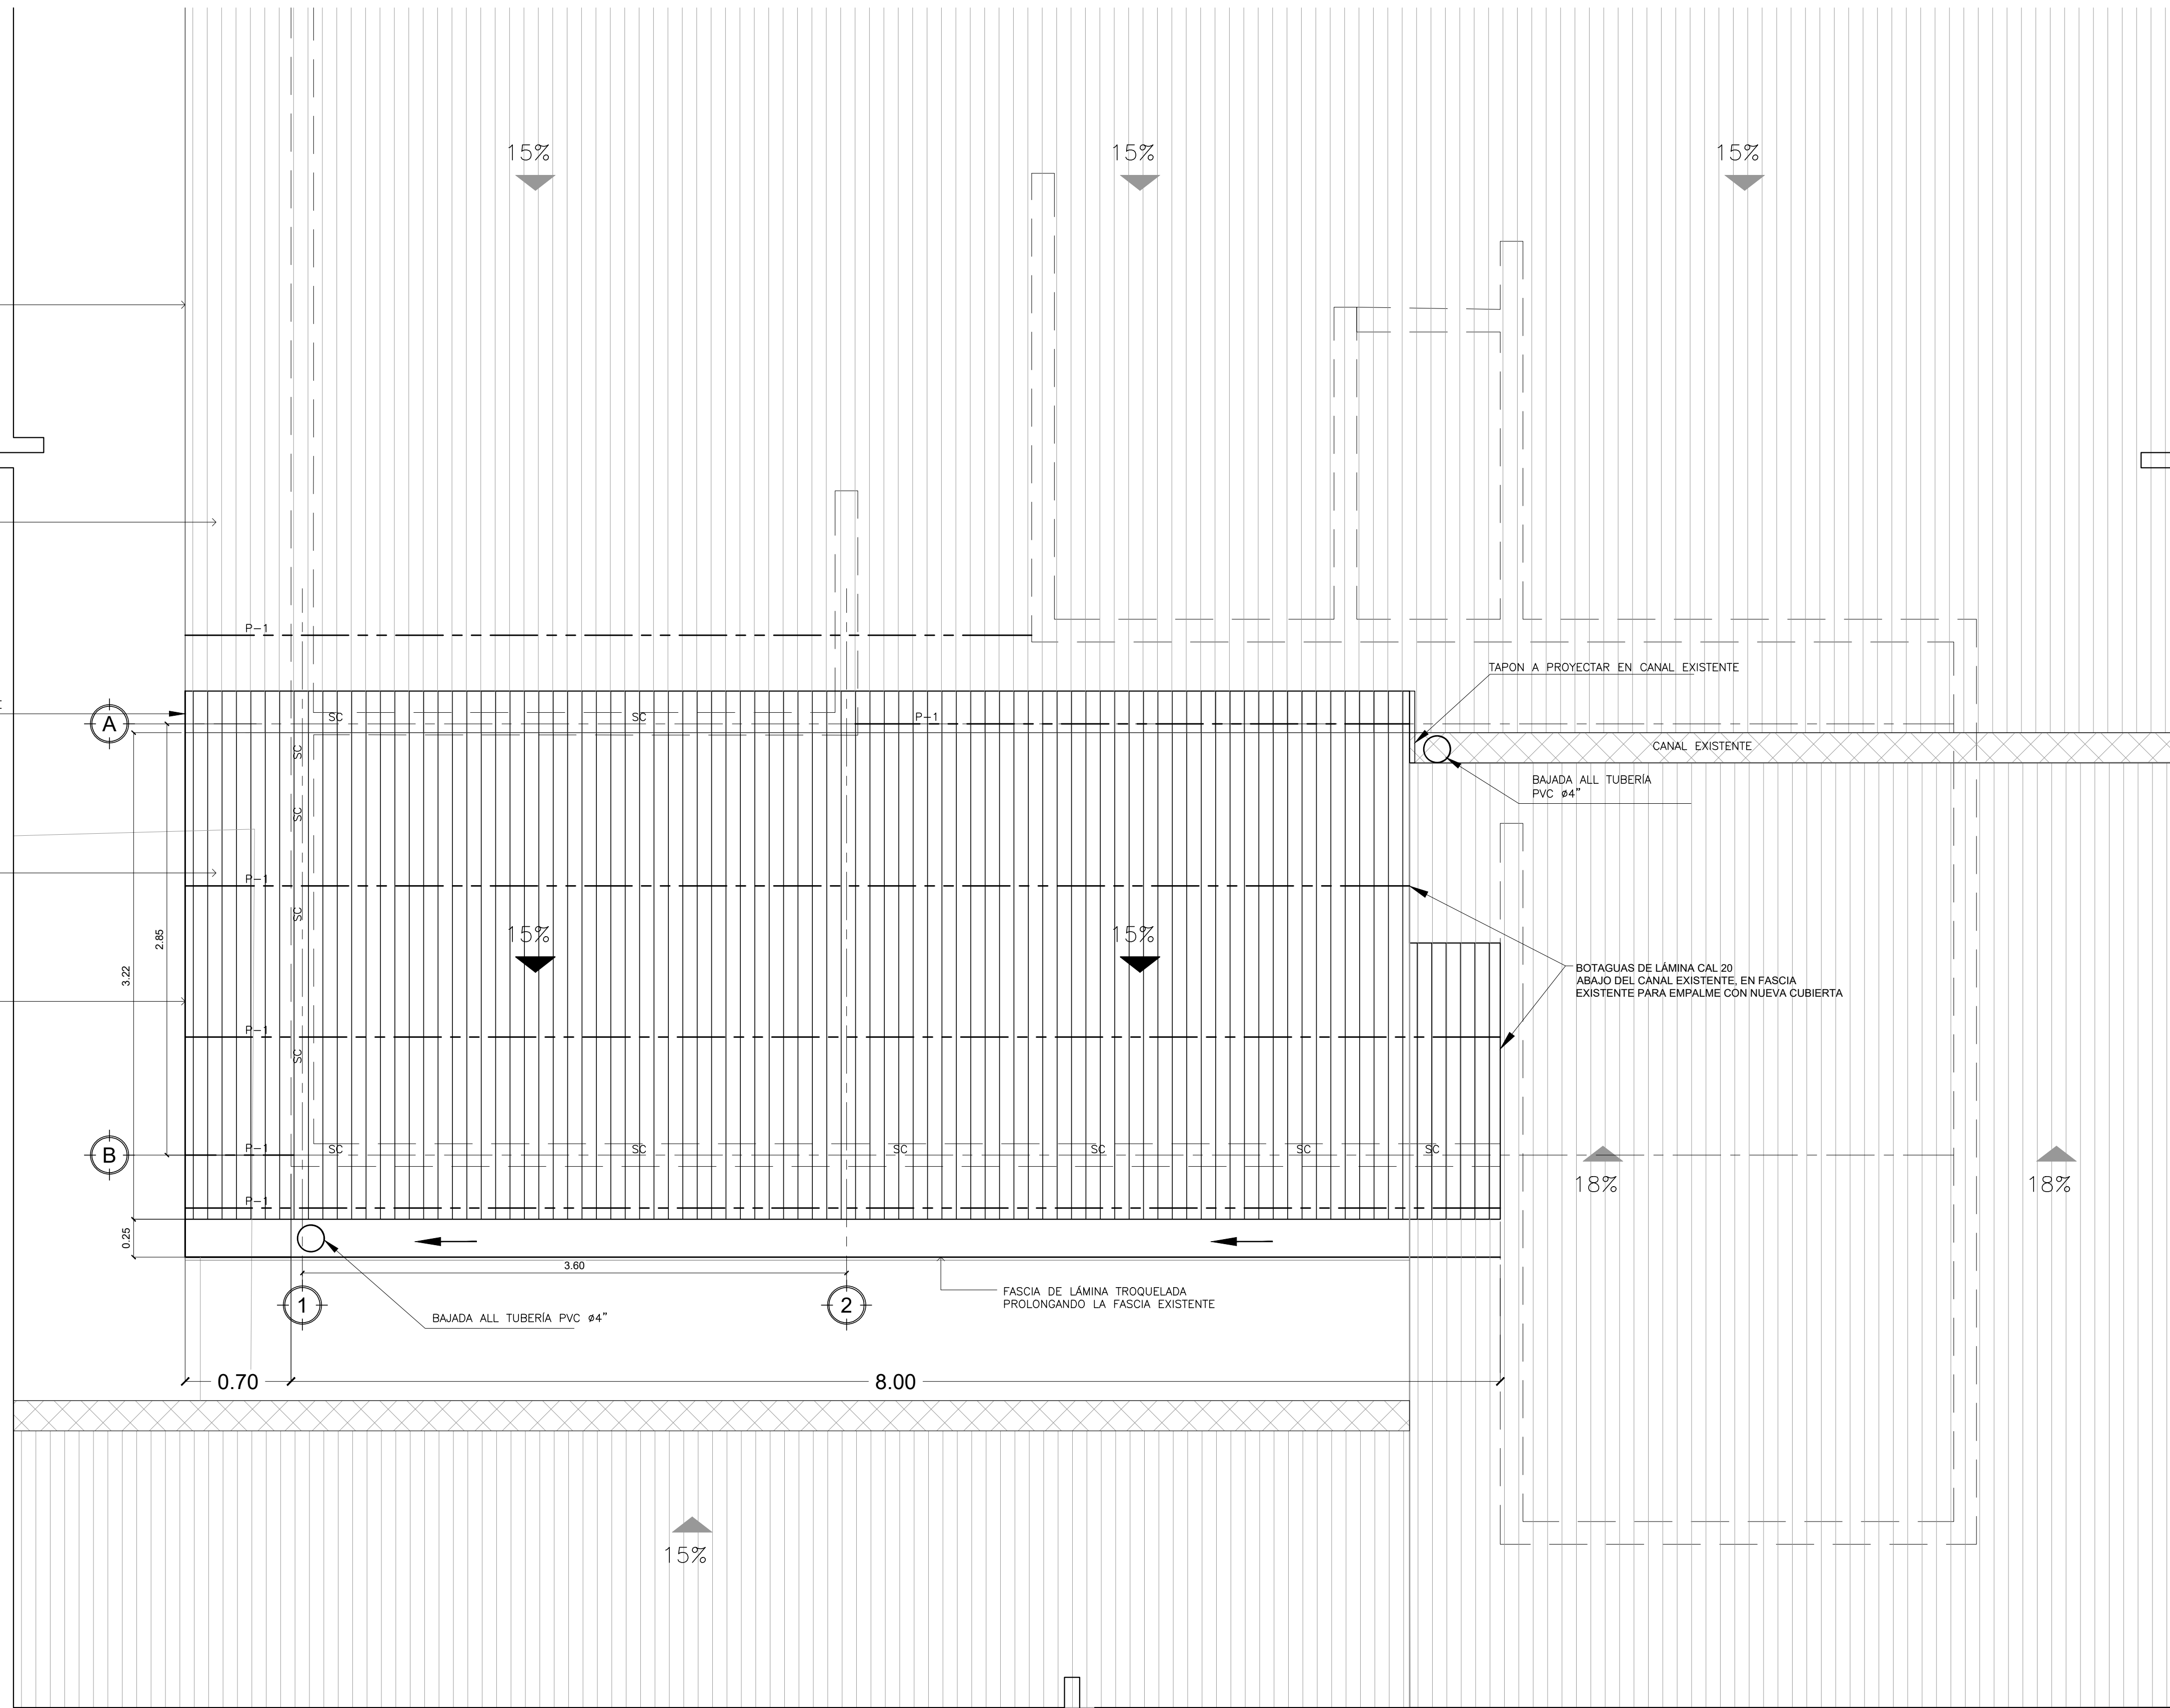 15%
15%
15%
P-1
TAPON A PROYECTAR EN CANAL EXISTENTE
A
SC
SC
P-1
SC
CANAL EXISTENTE
BAJADA ALL TUBERÍA
PVC ø4"
SC
P-1
SC
2.85
15%
15%
3.22
BOTAGUAS DE LÁMINA CAL 20
ABAJO DEL CANAL EXISTENTE, EN FASCIA
EXISTENTE PARA EMPALME CON NUEVA CUBIERTA
P-1
SC
B
P-1
SC
SC
SC
SC
SC
SC
18%
18%
P-1
0.25
3.60
1
2
FASCIA DE LÁMINA TROQUELADA
PROLONGANDO LA FASCIA EXISTENTE
BAJADA ALL TUBERÍA PVC ø4"
0.70
8.00
15%